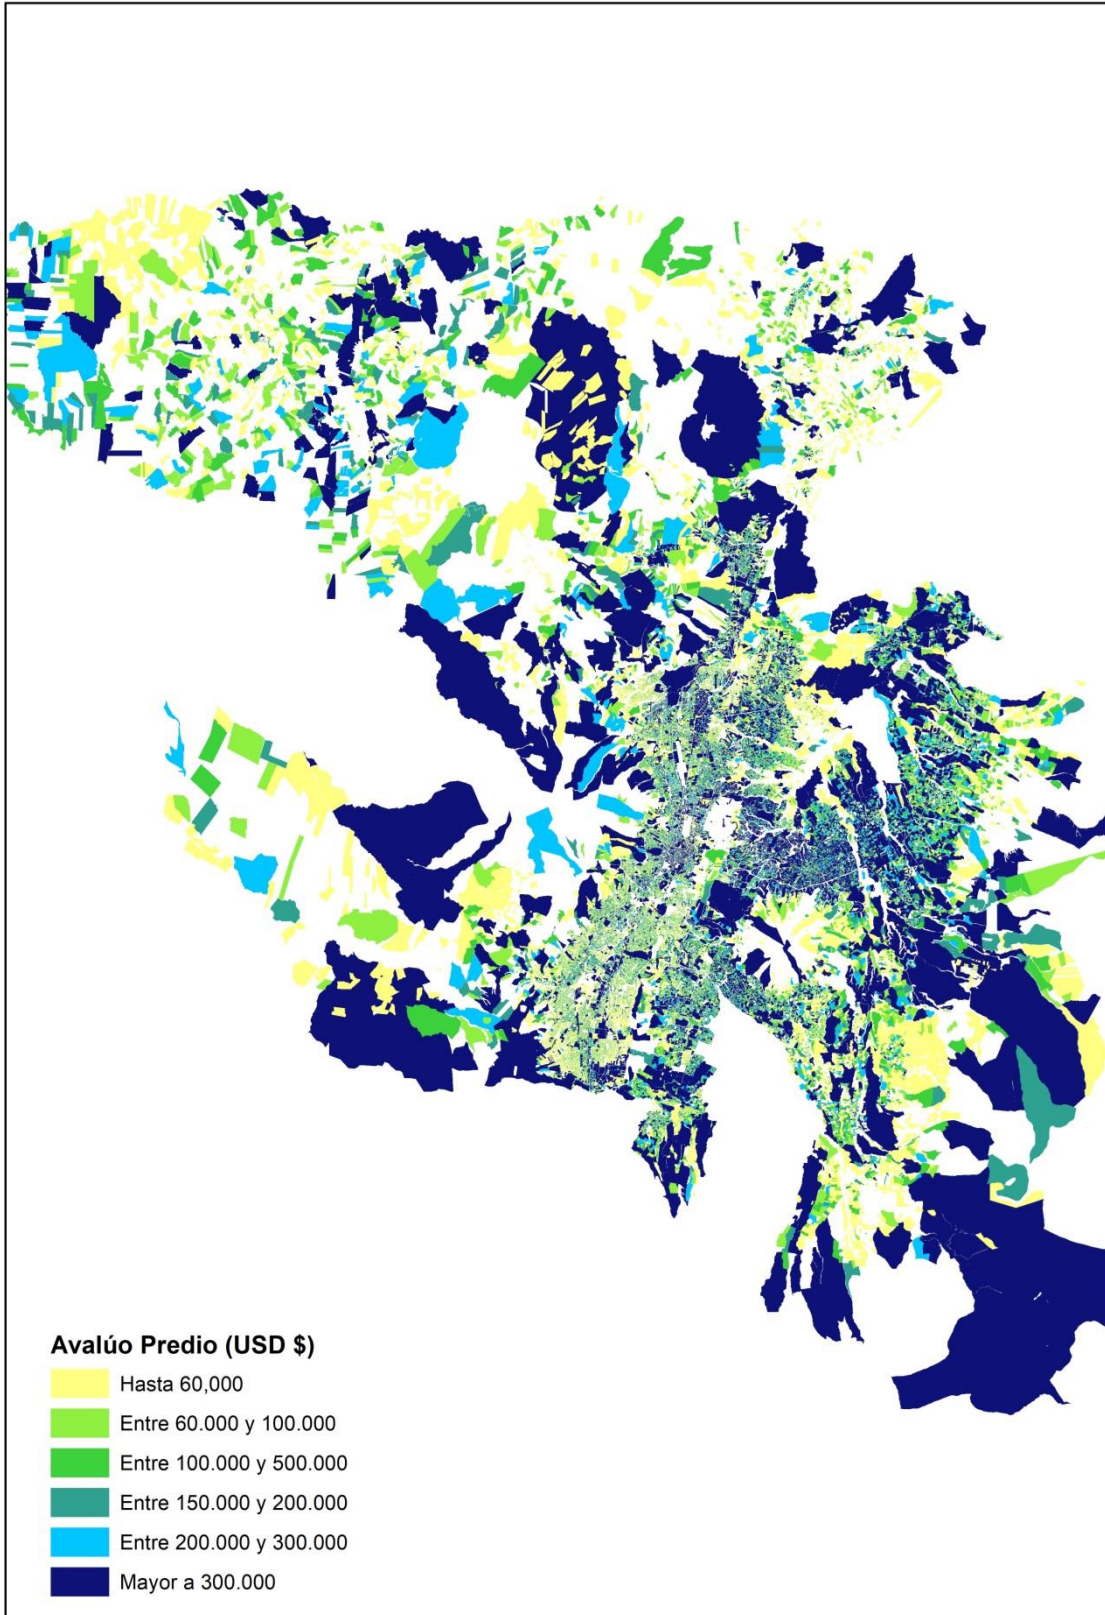 Avalúo Predio (USD $)
Hasta 60,000
Entre 60.000 y 100.000
Entre 100.000 y 500.000
Entre 150.000 y 200.000
Entre 200.000 y 300.000
Mayor a 300.000